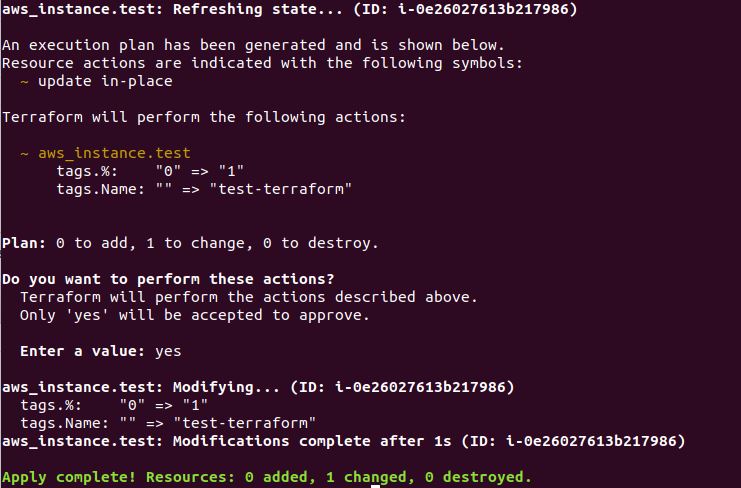 aws_instance.test: Refreshing state... (ID: i-0e26027613b217986)
An execution plan has been generated and is shown below.
Resource actions are indicated with the following symbols:
~ update in-place
Terraform will perform the following actions:
~ aws_instance.test
tags.%: "0" => "1"
tags.Name: "" => "test-terraform"
Plan: 0 to add, 1 to change, 0 to destroy.
Do you want to perform these actions?
Terraform will perform the actions described above.
Only 'yes' will be accepted to approve.
Enter a value: yes
aws_instance.test: Modifying... (ID: i-0e26027613b217986)
tags.%: "0" => "1"
tags.Name: "" => "test-terraform"
aws_instance.test: Modifications complete after 1s (ID: i-0e26027613b217986)
Apply complete! Resources: 0 added, 1 changed, 0 destroyed.